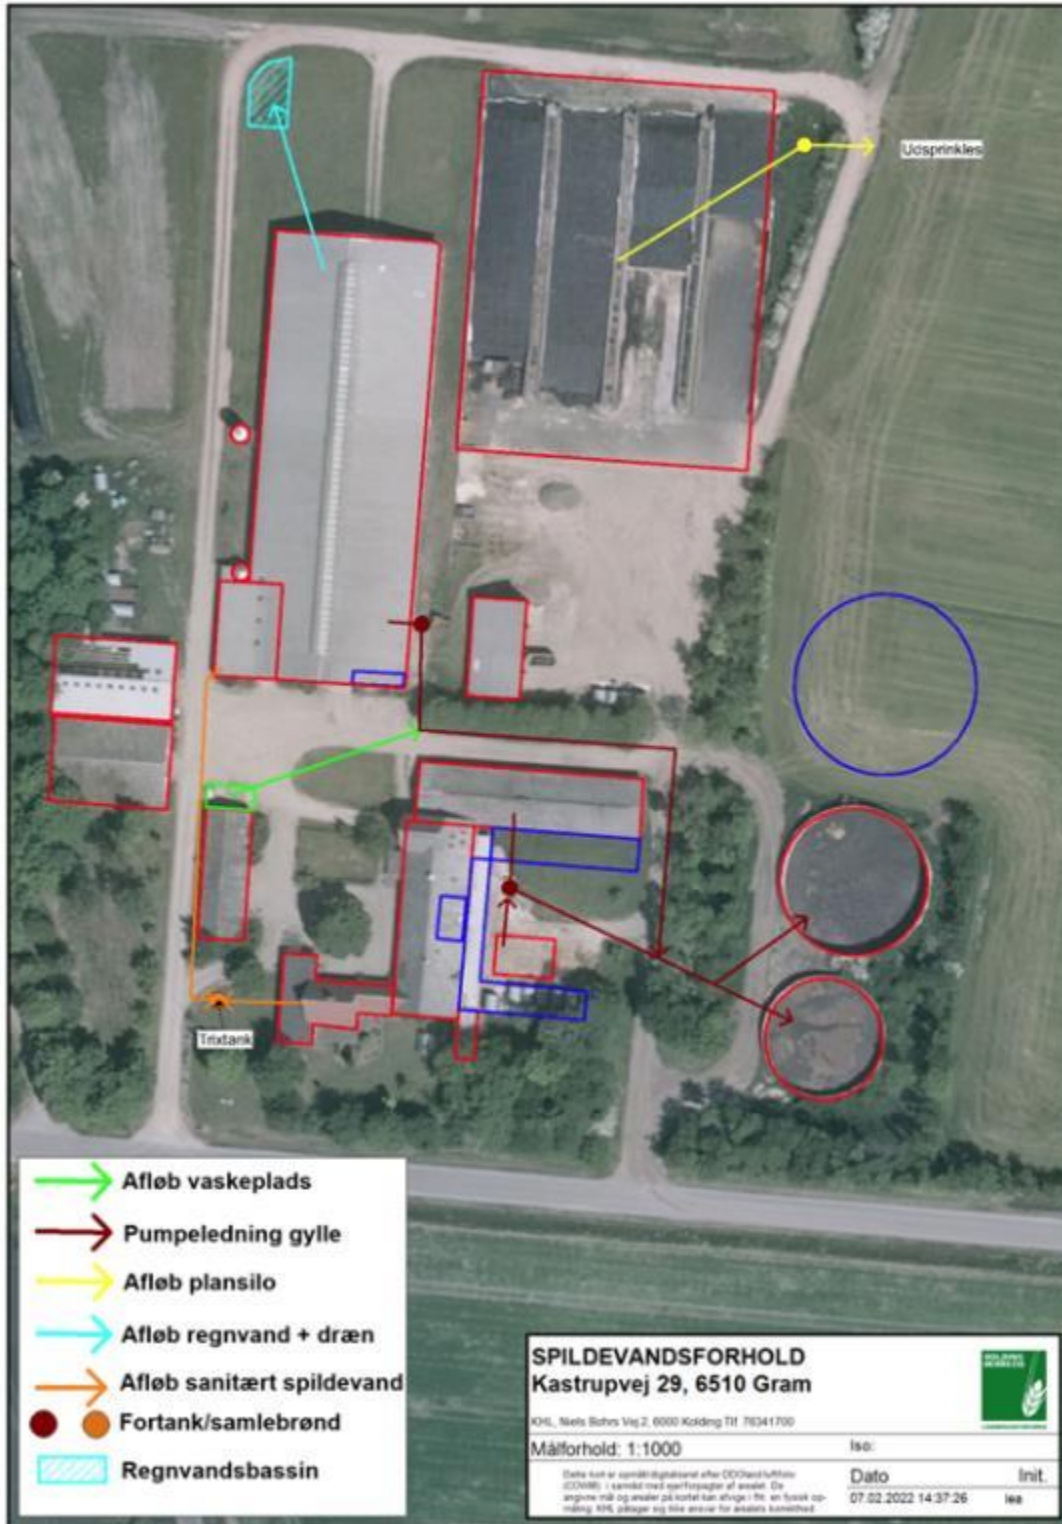 Udsprinkles
Trixtank
Afløb vaskeplads
Pumpeledning gylle
Afløb plansilo
Afløb regnvand + dræn
Afløb sanitært spildevand
Fortank/samlebrønd
Regnvandsbassin
SPILDEVANDSFORHOLD
Kastrupvej 29, 6510 Gram
KHL, Niels Bohrs Vej 2, 6000 Kolding Tlf. 76341700
Målforhold: 1:1000
Iso:
Dato
Init.
07.02.2022 14:37:26
lea